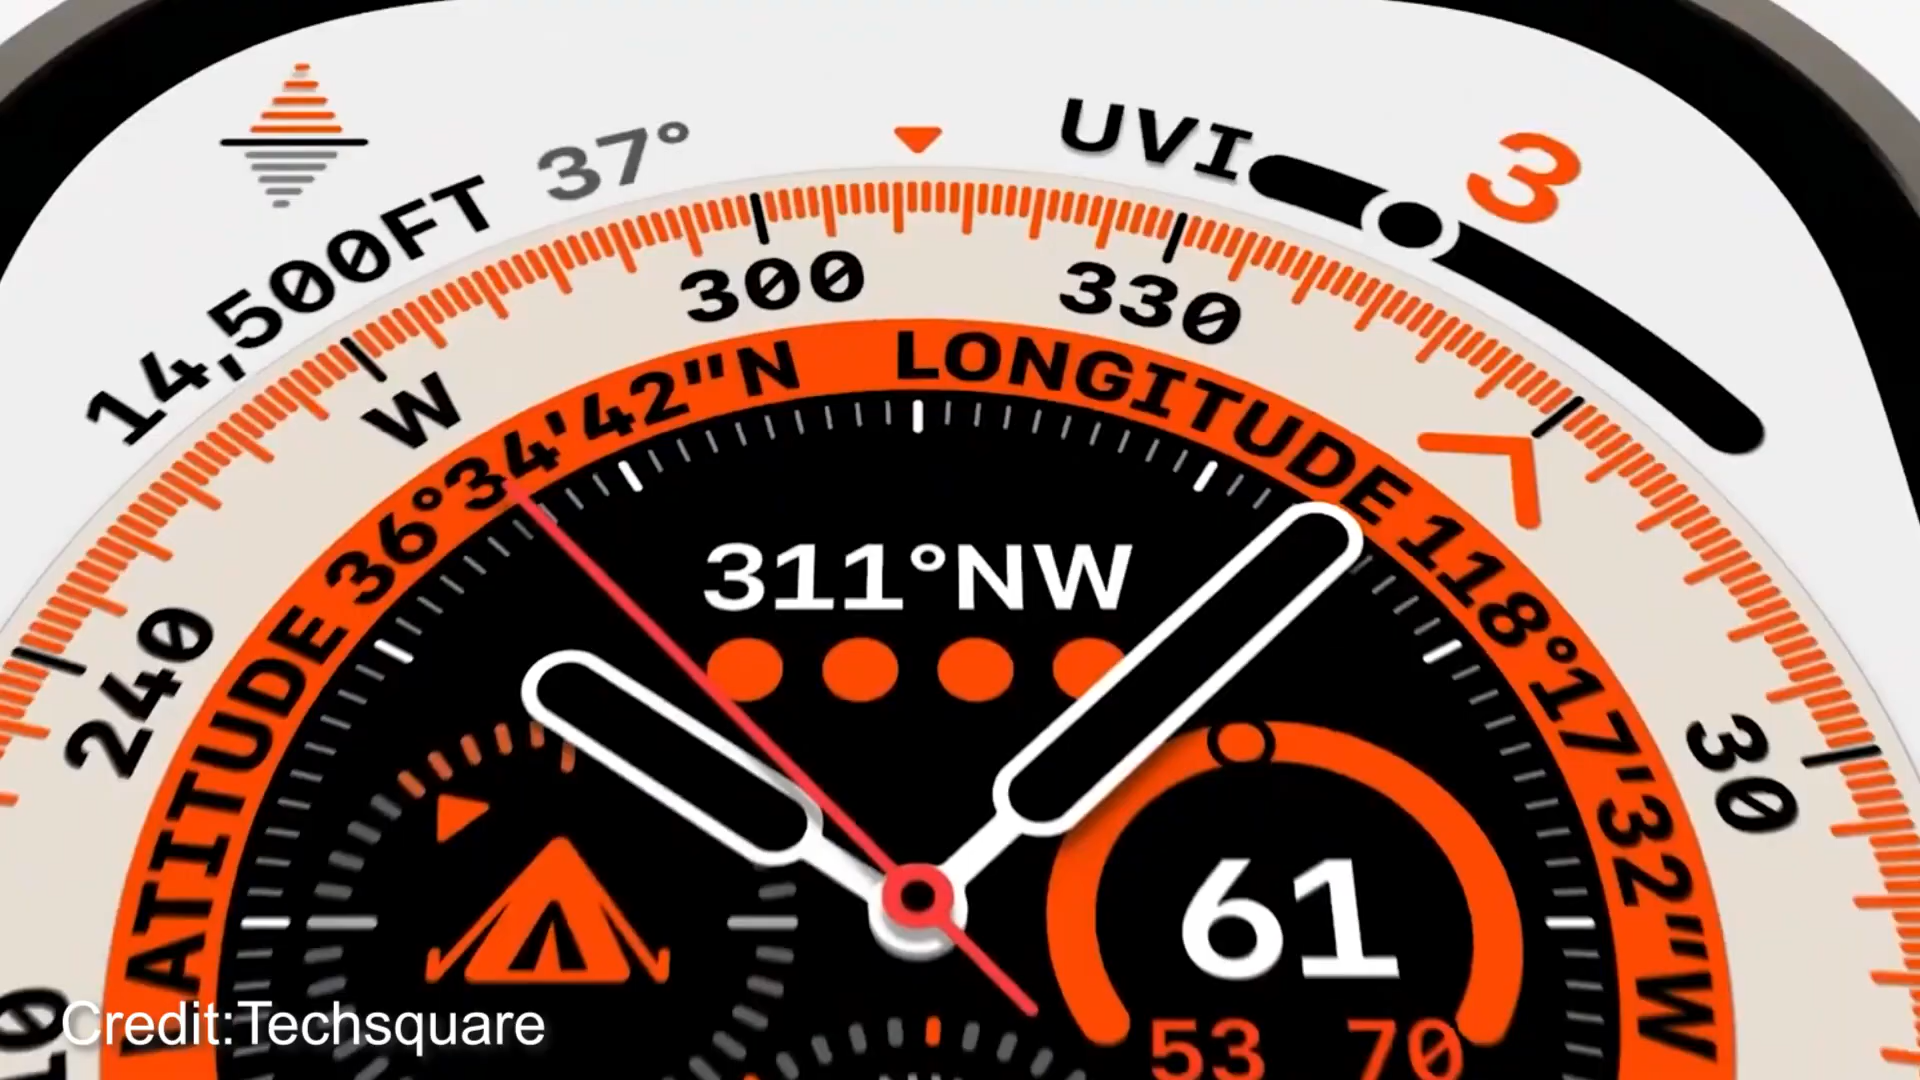 14,500FT 37°
UVI 3
W 300 330
240 30
LATITUDE 36°34'42"N LONGITUDE 118°17'32"W
311°NW
61
53 70
Credit:Techsquare